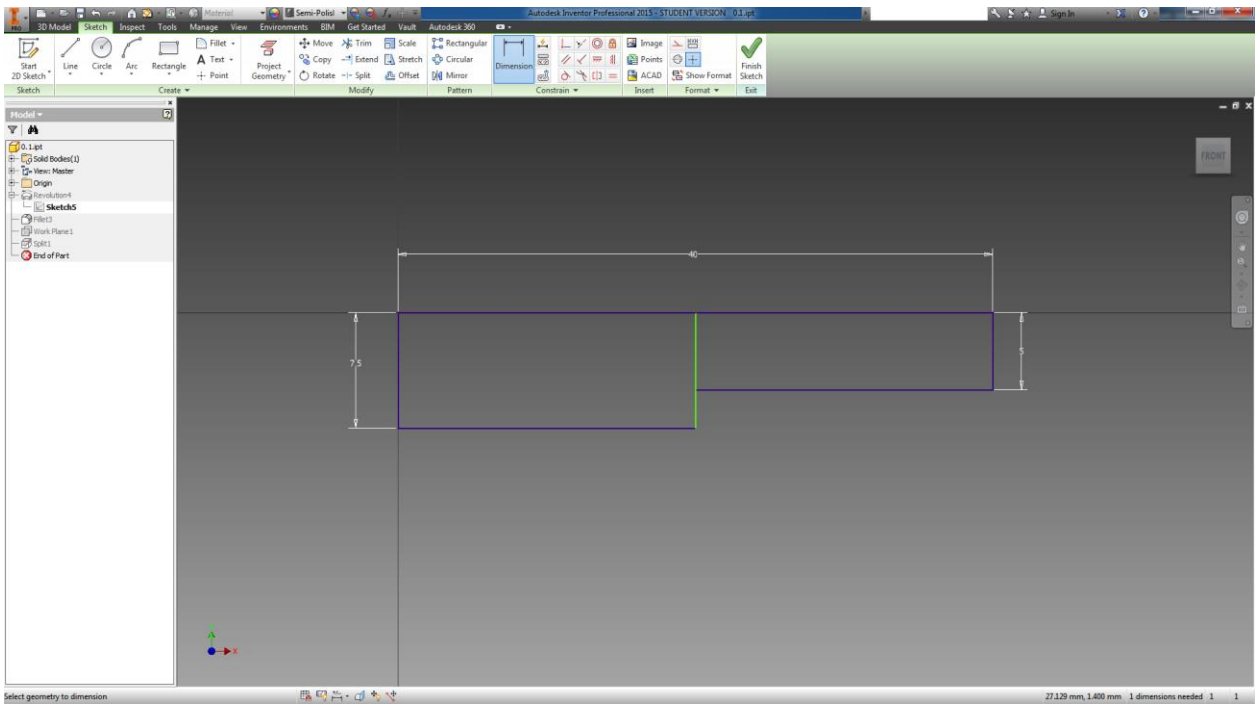 Material Semi-Polisl Autodesk Inventor Professional 2015 - STUDENT VERSION 0.1.ipt Sign In
PRO 3D Model Sketch Inspect Tools Manage View Environments BIM Get Started Vault Autodesk 360
Start
2D Sketch
Line
Circle
Arc
Rectangle
Fillet
Text
Point
Project
Geometry
Move Trim Scale
Copy Extend Stretch
Rotate Split Offset
Rectangular
Circular
Mirror
Dimension
Image
Points
ACAD
Show Format
Finish
Sketch
Sketch Create Modify Pattern Constrain Insert Format Exit
Model
0.1.ipt
Solid Bodies(1)
View: Master
Origin
Revolution4
Sketch5
Fillet3
Work Plane1
Split1
End of Part
FRONT
40
7.5
5
x
Select geometry to dimension
27.129 mm, 1.400 mm 1 dimensions needed 1 1